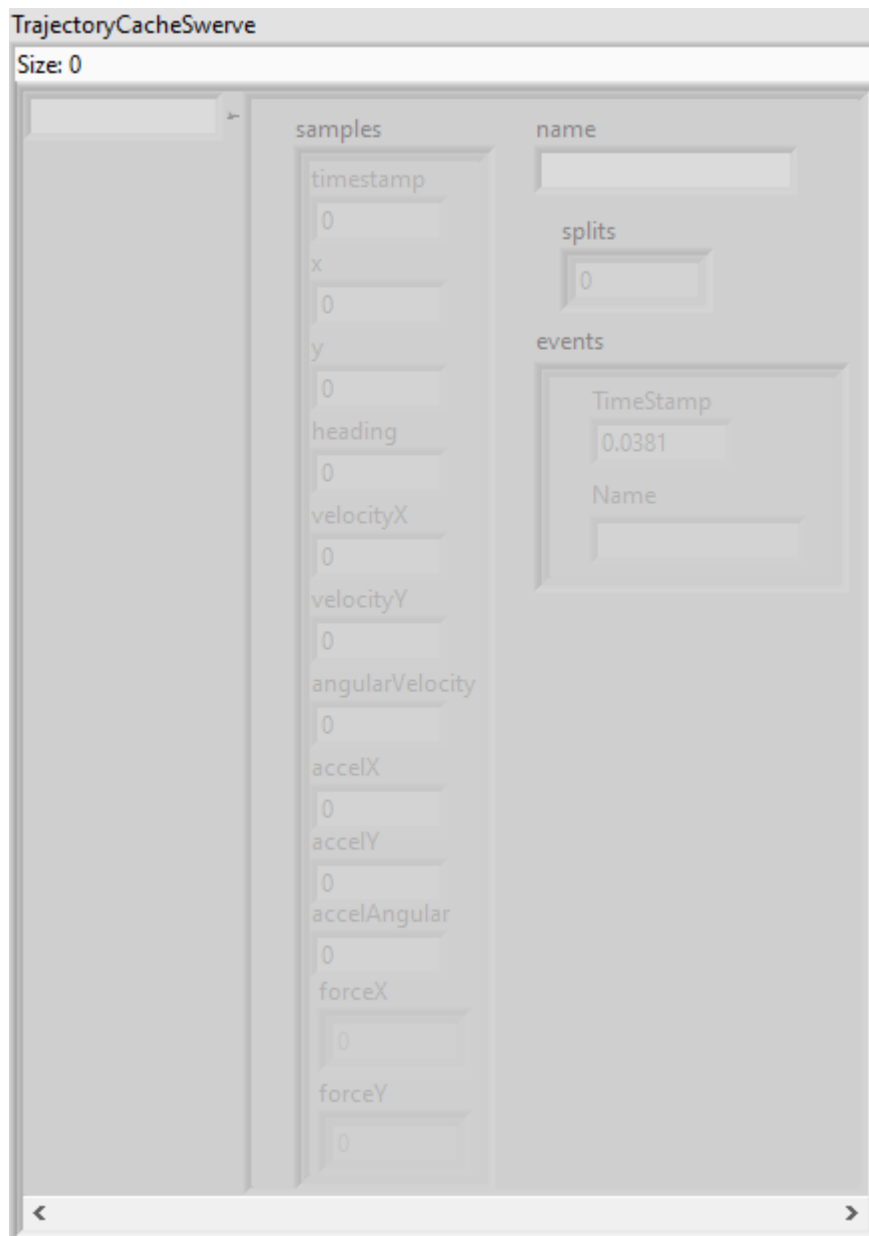 TrajectoryCacheSwerve
Size: 0
samples
timestamp
0
x
0
y
0
heading
0
velocityX
0
velocityY
0
angularVelocity
0
accelX
0
accelY
0
accelAngular
0
forceX
0
forceY
0
name
splits
0
events
TimeStamp
0.0381
Name